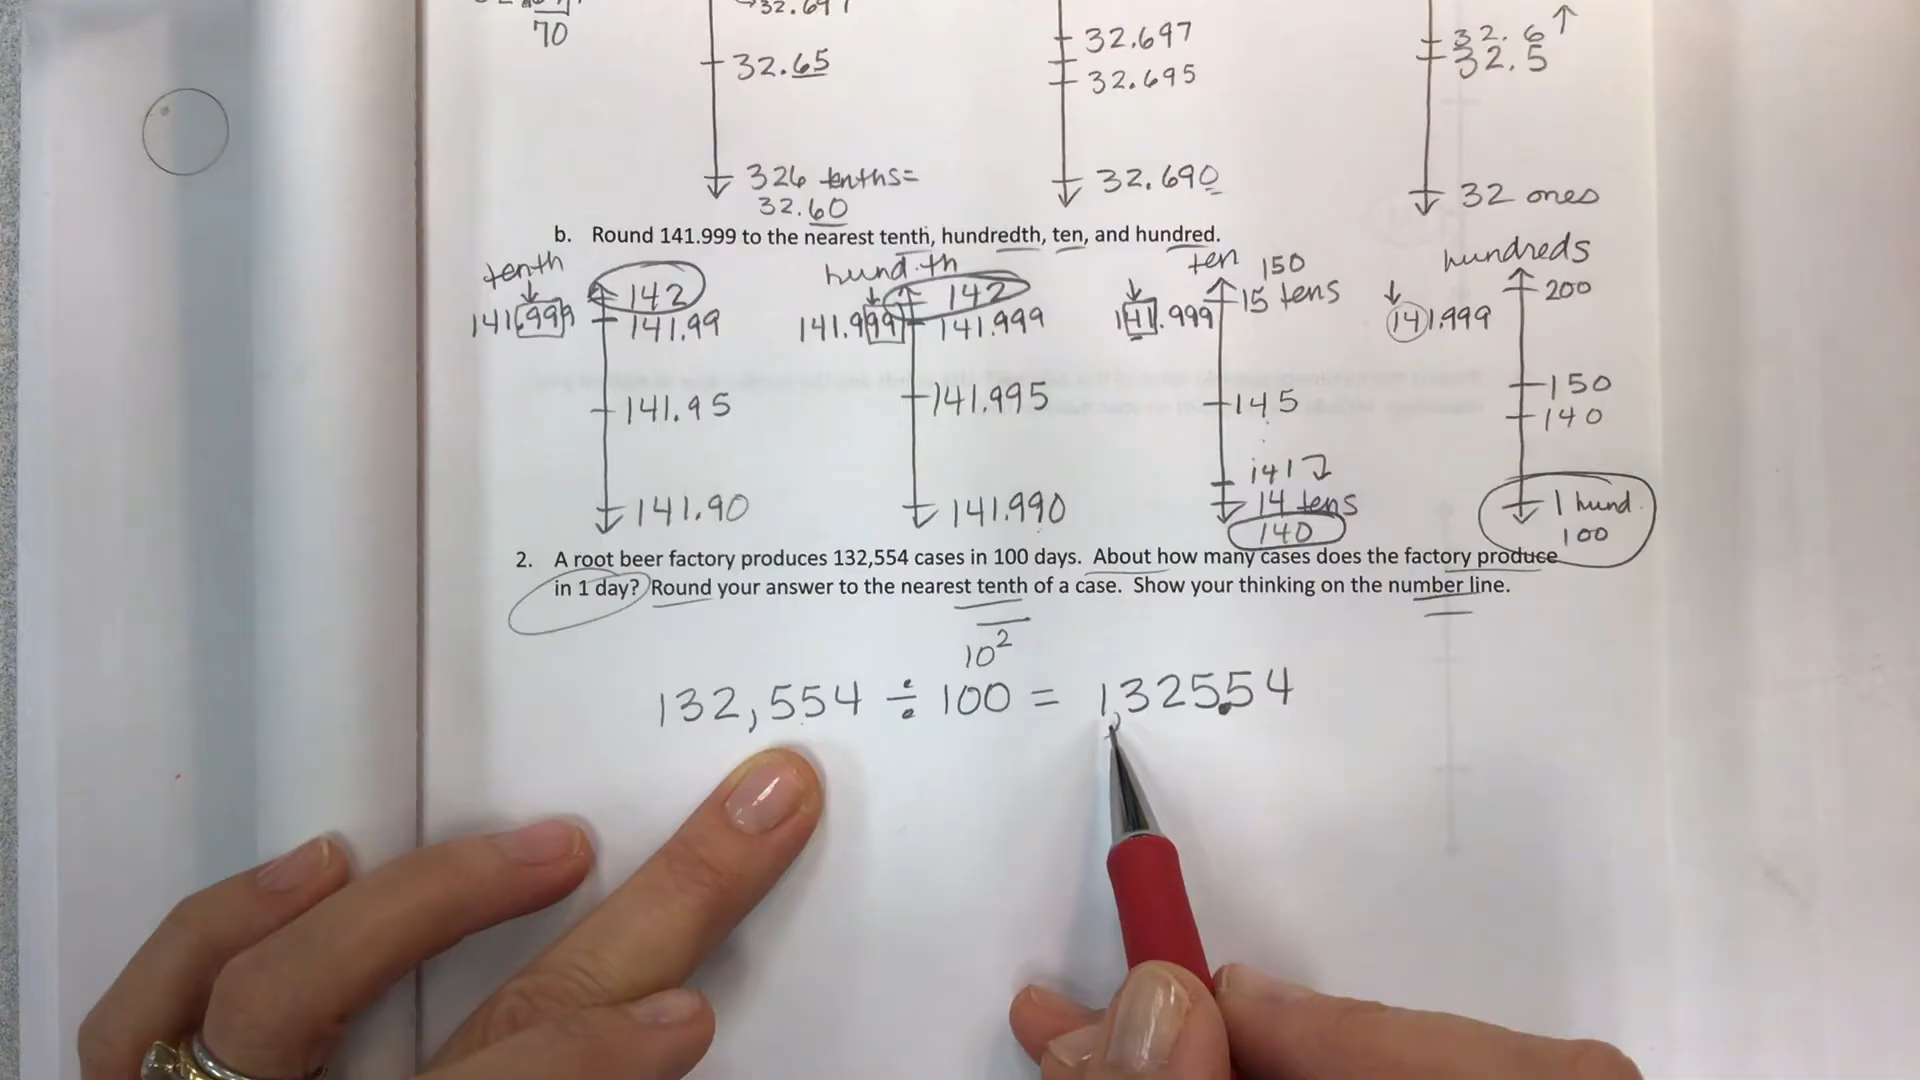 70
32.691
32.65
326 tenths=
32.60
32.697
32.695
32.690
32.6
32.5
32 ones
b. Round 141.999 to the nearest tenth, hundredth, ten, and hundred.
tenth
141.999
142
141.99
141.95
141.90
hund.th
141.999
142
141.999
141.995
141.990
ten
150
15 tens
141.999
145
141
14 tens
140
hundreds
200
141.999
150
140
1 hund.
100
2. A root beer factory produces 132,554 cases in 100 days. About how many cases does the factory produce
in 1 day? Round your answer to the nearest tenth of a case. Show your thinking on the number line.
10²
132,554 ÷ 100 = 1,325.54